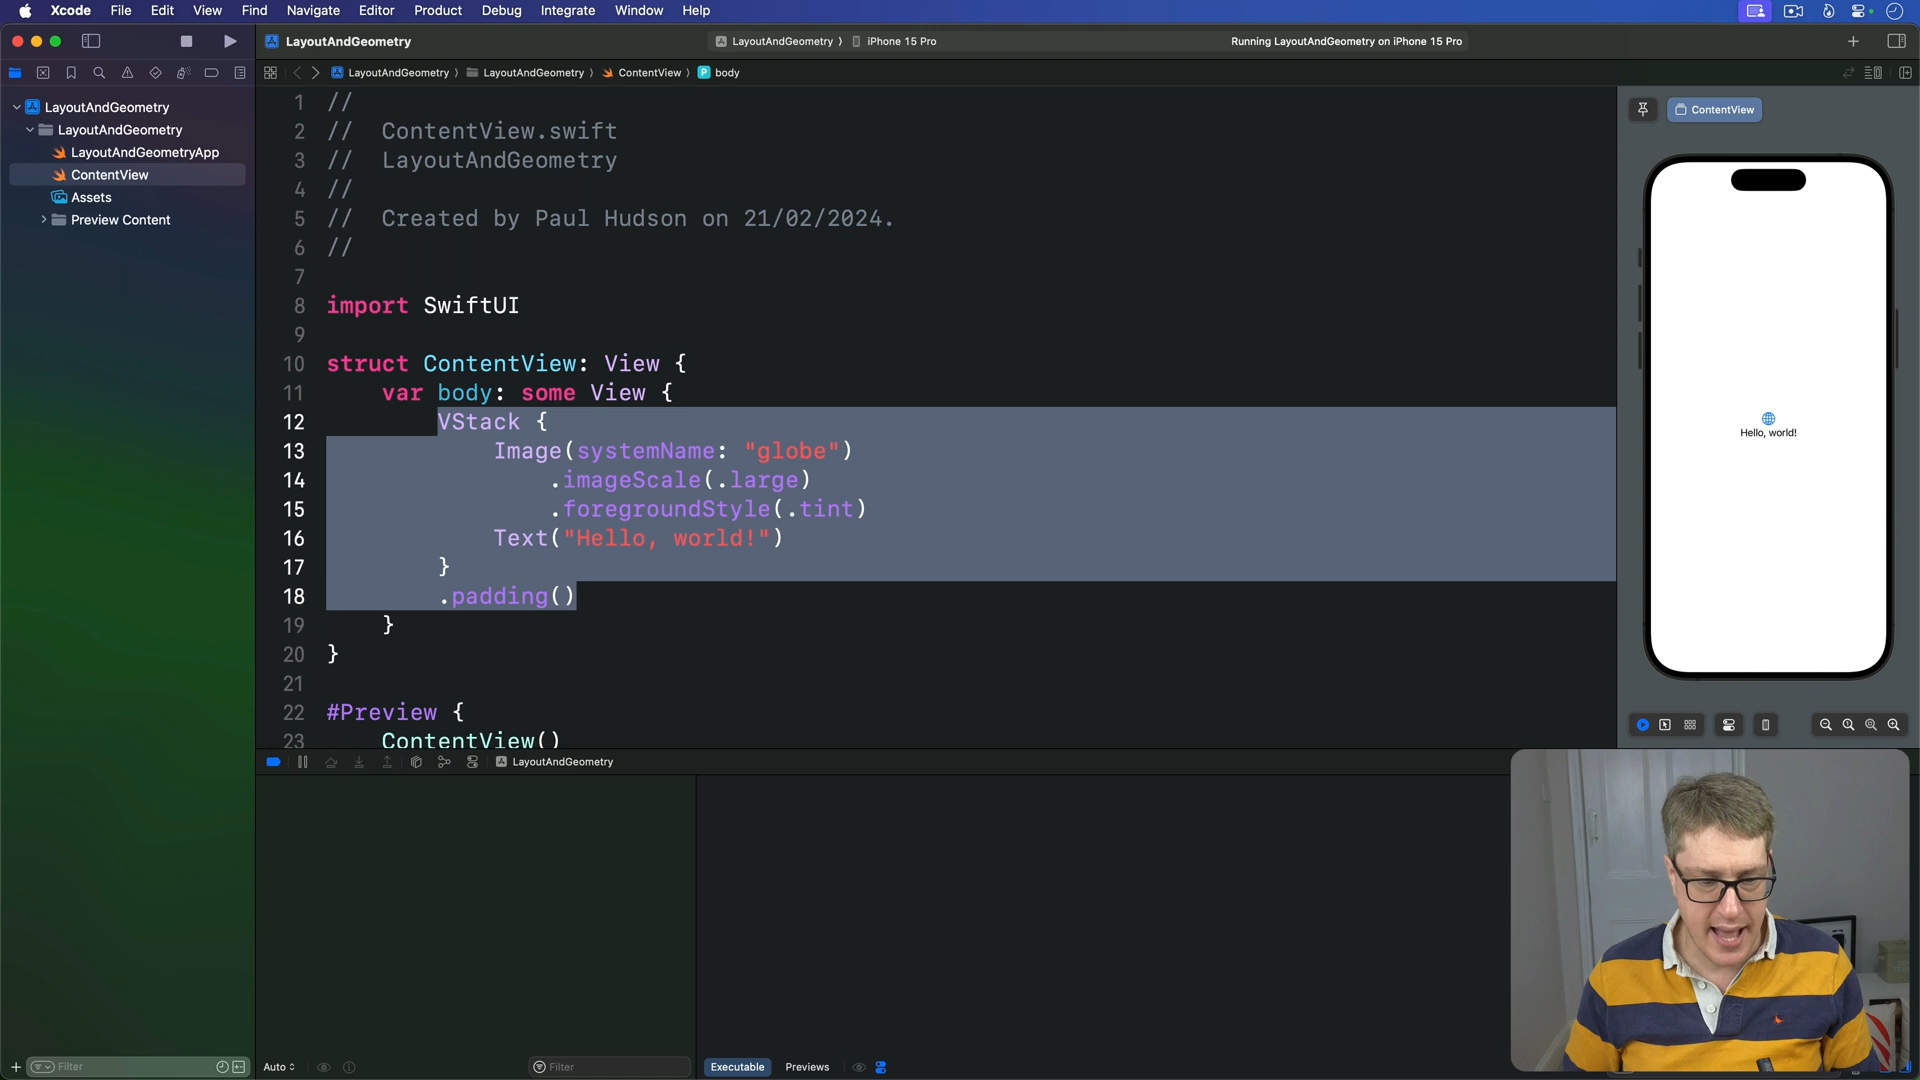 Xcode File Edit View Find Navigate Editor Product Debug Integrate Window Help
LayoutAndGeometry
LayoutAndGeometry 〉 iPhone 15 Pro
Running LayoutAndGeometry on iPhone 15 Pro
LayoutAndGeometry 〉 LayoutAndGeometry 〉 ContentView 〉 P body
LayoutAndGeometry
LayoutAndGeometry
LayoutAndGeometryApp
ContentView
Assets
Preview Content
1 //
2 // ContentView.swift
3 // LayoutAndGeometry
4 //
5 // Created by Paul Hudson on 21/02/2024.
6 //
7
8 import SwiftUI
9
10 struct ContentView: View {
11 var body: some View {
12 VStack {
13 Image(systemName: "globe")
14 .imageScale(.large)
15 .foregroundStyle(.tint)
16 Text("Hello, world!")
17 }
18 .padding()
19 }
20 }
21
22 #Preview {
23 ContentView()
ContentView
Hello, world!
LayoutAndGeometry
Filter
Auto
Filter
Executable Previews